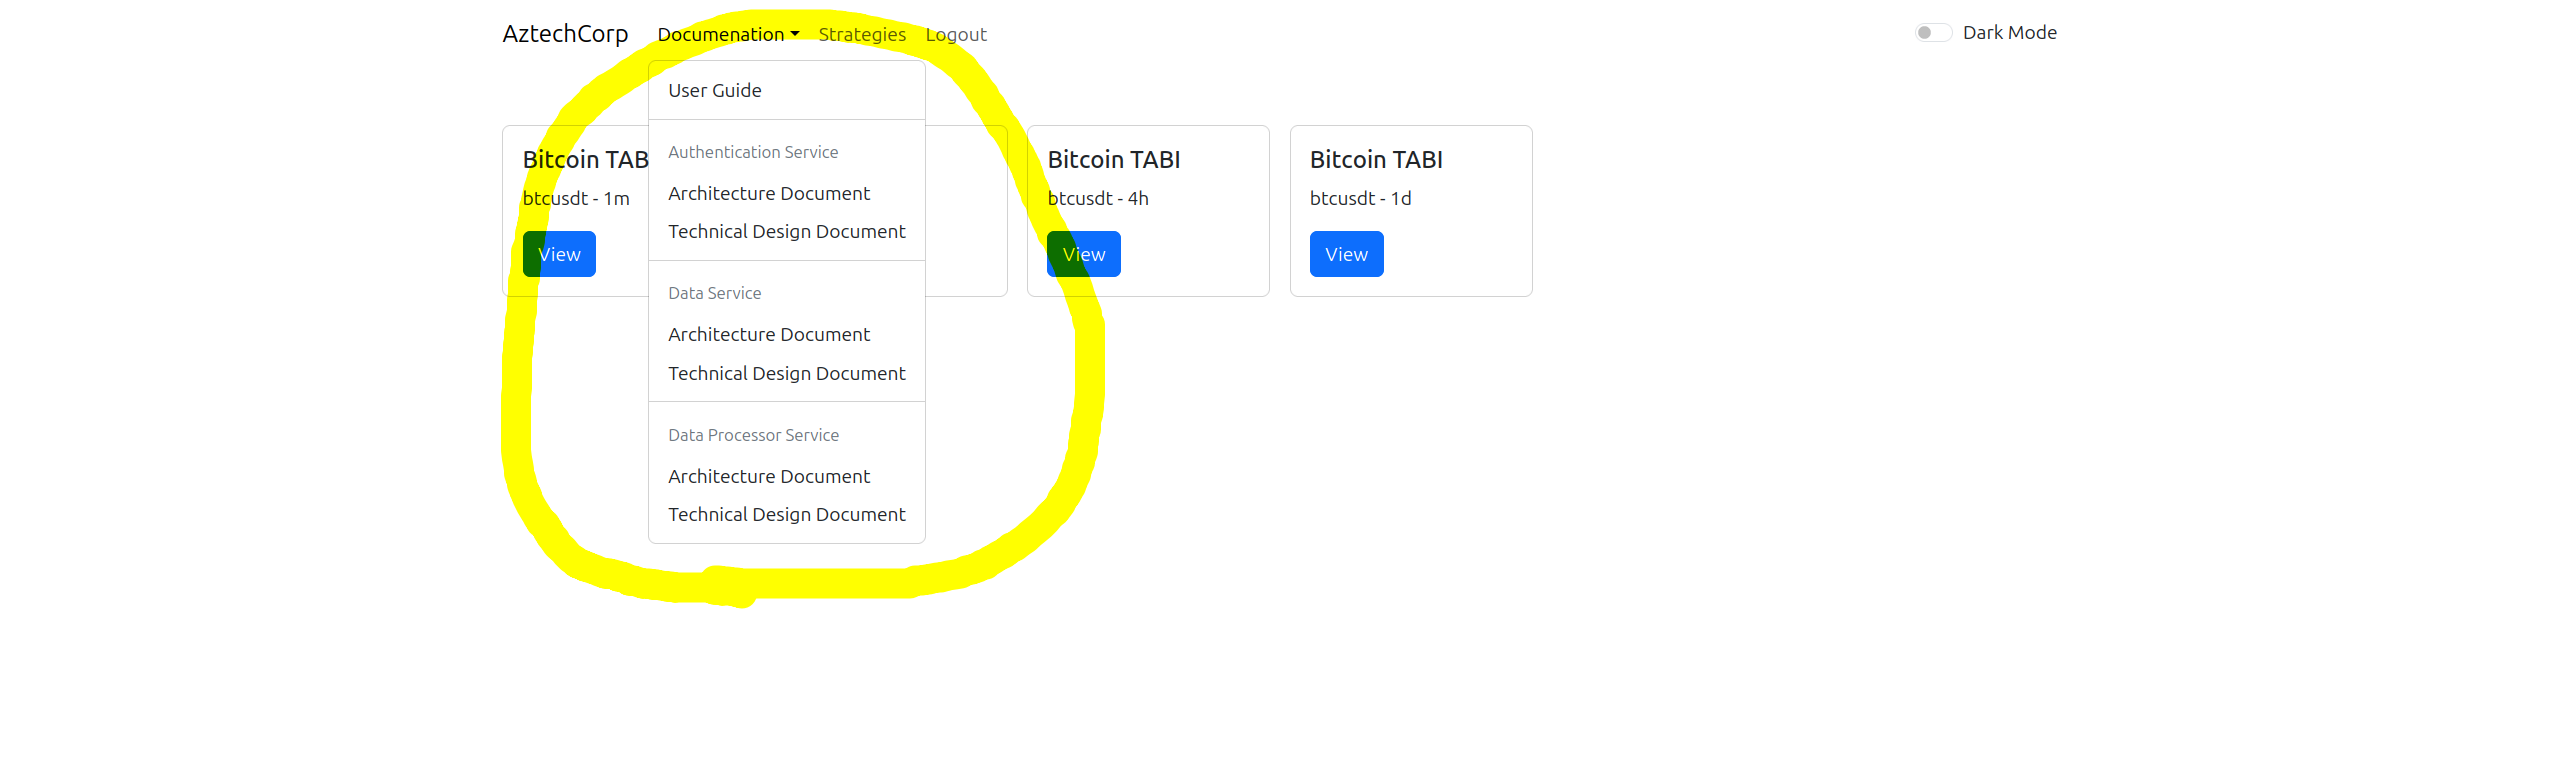 AztechCorp Documenation Strategies Logout Dark Mode
User Guide
Authentication Service
Architecture Document
Technical Design Document
Data Service
Architecture Document
Technical Design Document
Data Processor Service
Architecture Document
Technical Design Document
Bitcoin TAB
btcusdt - 1m
View
Bitcoin TABI
btcusdt - 4h
View
Bitcoin TABI
btcusdt - 1d
View